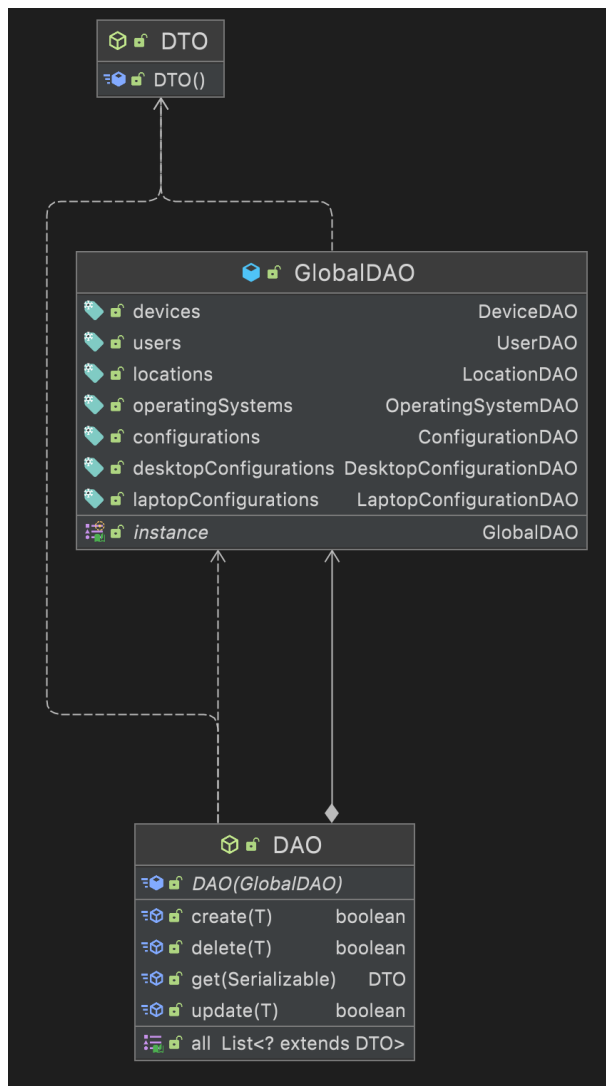 DTO
DTO()
GlobalDAO
devices DeviceDAO
users UserDAO
locations LocationDAO
operatingSystems OperatingSystemDAO
configurations ConfigurationDAO
desktopConfigurations DesktopConfigurationDAO
laptopConfigurations LaptopConfigurationDAO
instance GlobalDAO
DAO
DAO(GlobalDAO)
create(T) boolean
delete(T) boolean
get(Serializable) DTO
update(T) boolean
all List<? extends DTO>